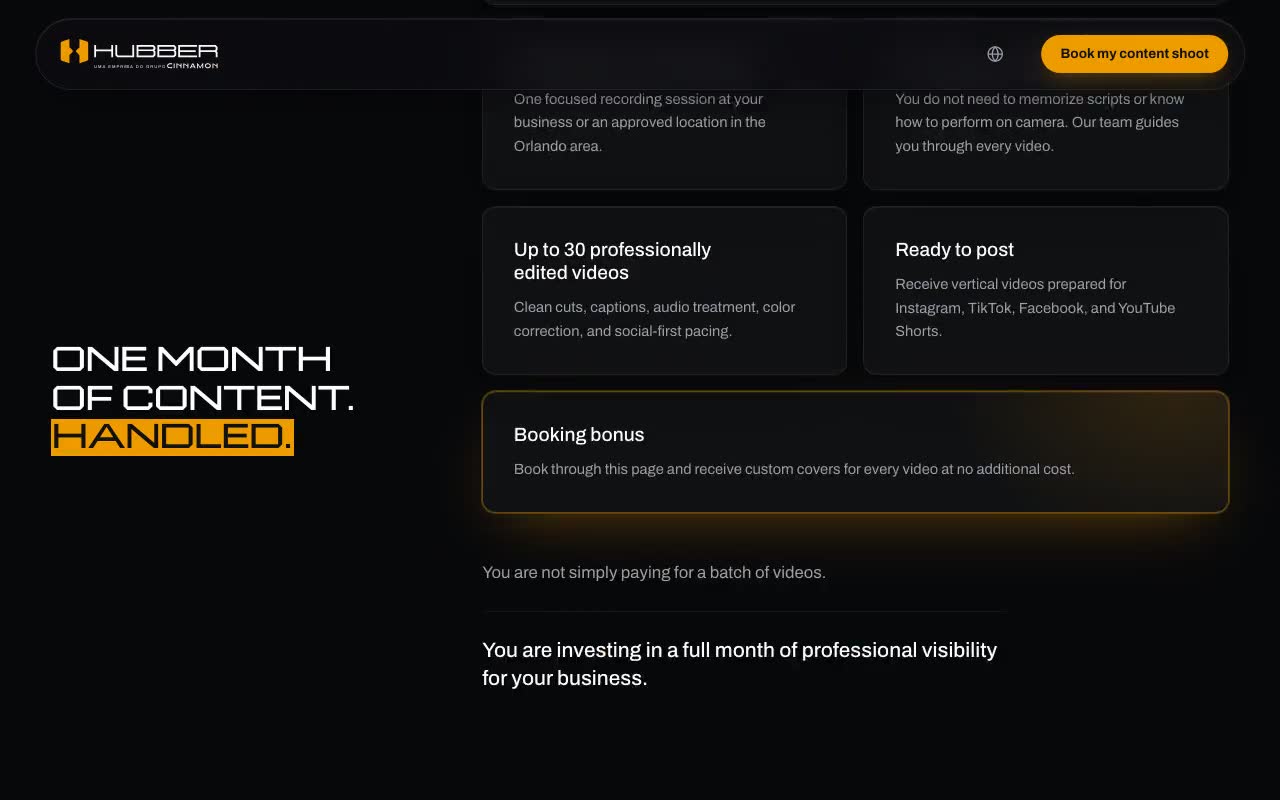 HUBBER
UMA EMPRESA DO GRUPO CINNAMON
Book my content shoot
One focused recording session at your
business or an approved location in the
Orlando area.
You do not need to memorize scripts or know
how to perform on camera. Our team guides
you through every video.
Up to 30 professionally
edited videos
Clean cuts, captions, audio treatment, color
correction, and social-first pacing.
Ready to post
Receive vertical videos prepared for
Instagram, TikTok, Facebook, and YouTube
Shorts.
ONE MONTH
OF CONTENT.
HANDLED.
Booking bonus
Book through this page and receive custom covers for every video at no additional cost.
You are not simply paying for a batch of videos.
You are investing in a full month of professional visibility
for your business.